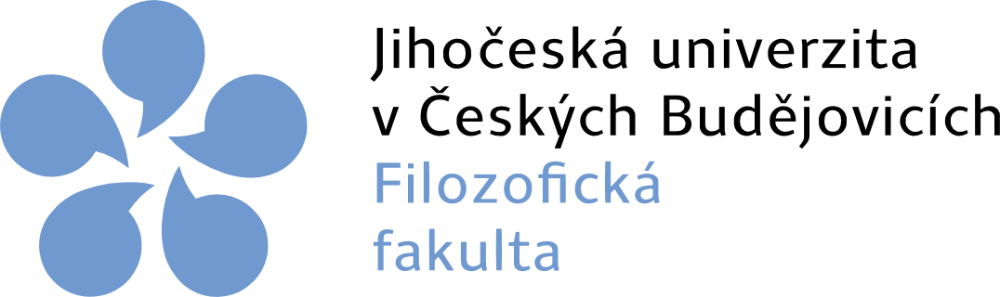 Jihočeská univerzita
v Českých Budějovicích
Filozofická
fakulta